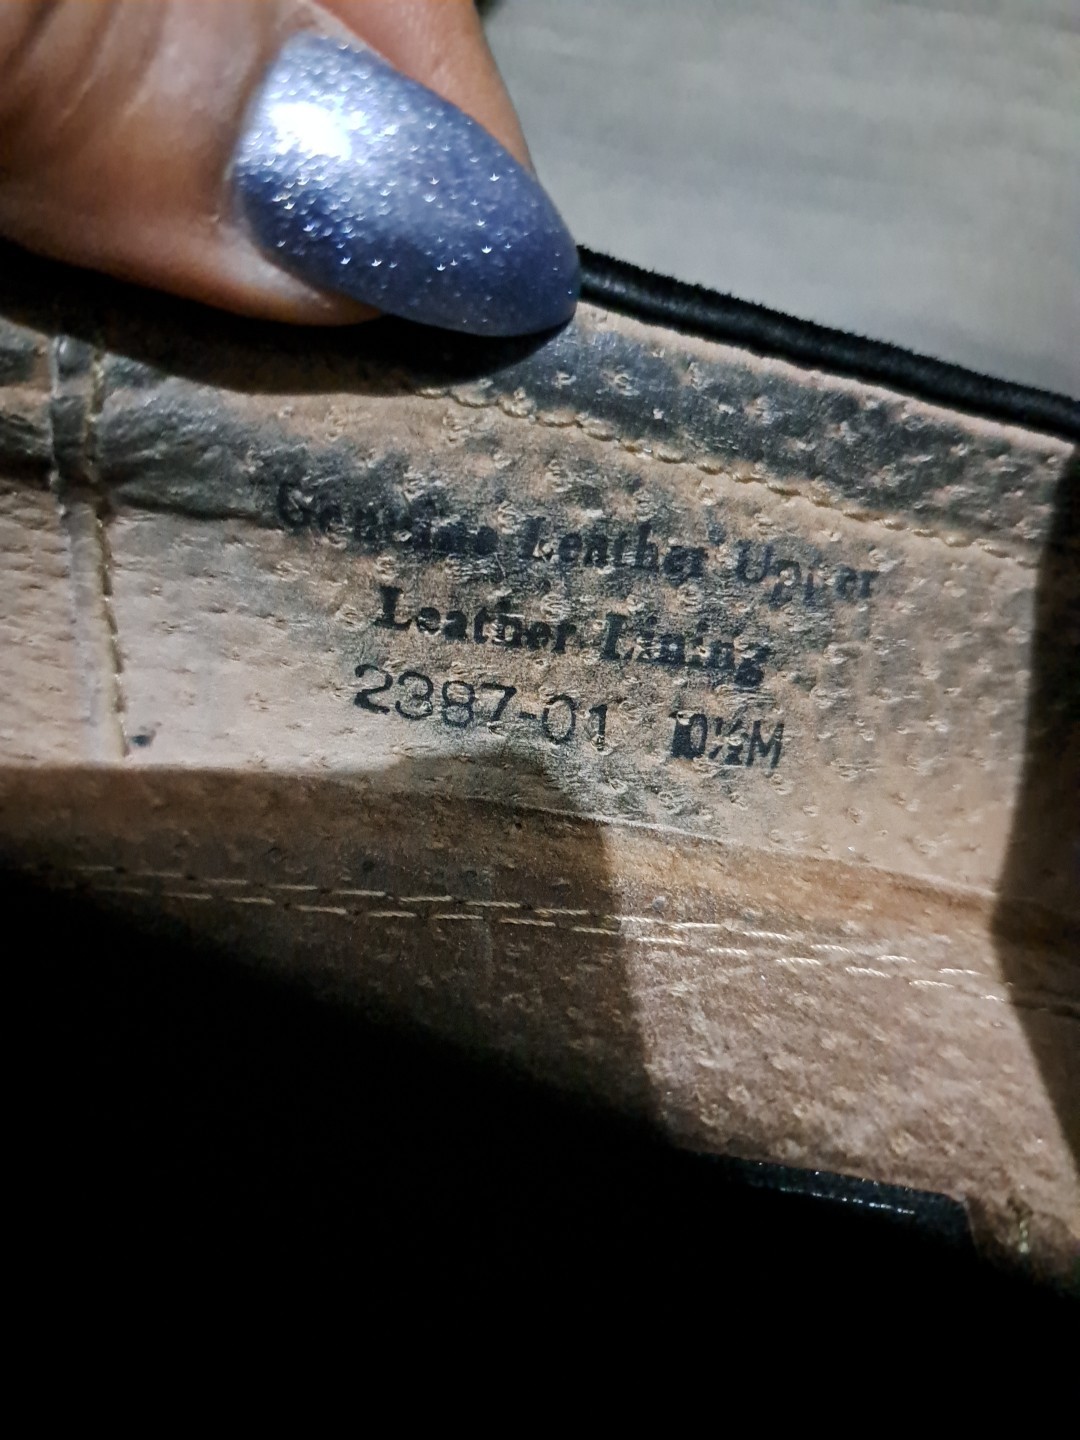 Genuine Leather Upper
Leather Lining
2387-01 10½M